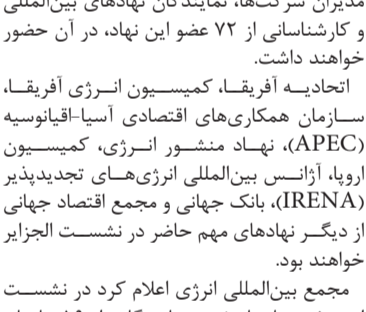 مدیران شرکت‌ها، نمایندگان نهادهای بین‌المللی
و کارشناسانی از ۷۲ عضو این نهاد، در آن حضور
خواهند داشت.
اتحادیه آفریقا، کمیسیون انرژی آفریقا،
سازمان همکاری‌های اقتصادی آسیا-اقیانوسیه
(APEC)، نهاد منشور انرژی، کمیسیون
اروپا، آژانس بین‌المللی انرژی‌های تجدیدپذیر
(IRENA)، بانک جهانی و مجمع اقتصاد جهانی
از دیگر نهادهای مهم حاضر در نشست الجزایر
خواهند بود.
مجمع بین‌المللی انرژی اعلام کرد در نشست